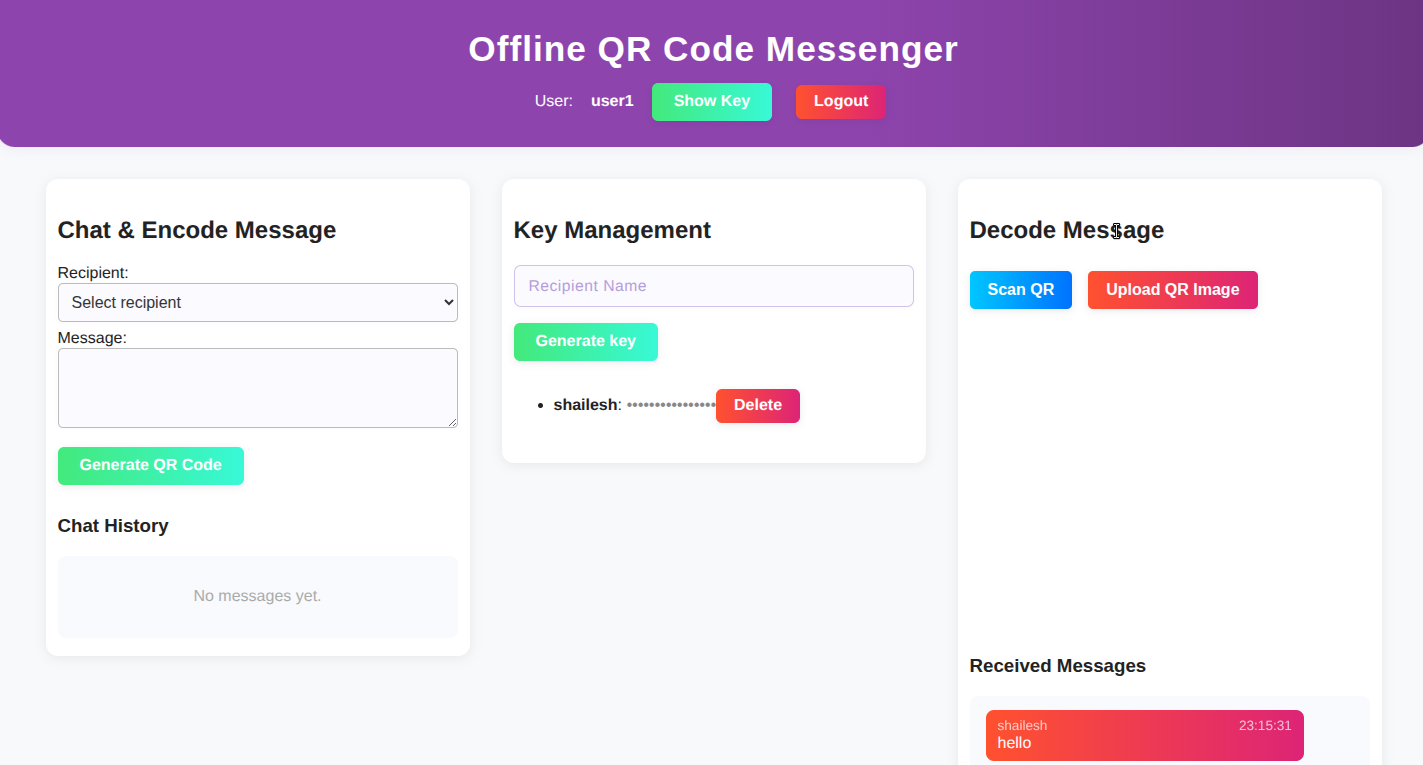 Offline QR Code Messenger
User: user1 Show Key Logout
Chat & Encode Message
Recipient:
Select recipient
Message:
Generate QR Code
Chat History
No messages yet.
Key Management
Recipient Name
Generate key
shailesh: ••••••••••••••••
Delete
Decode Message
Scan QR Upload QR Image
Received Messages
shailesh 23:15:31
hello